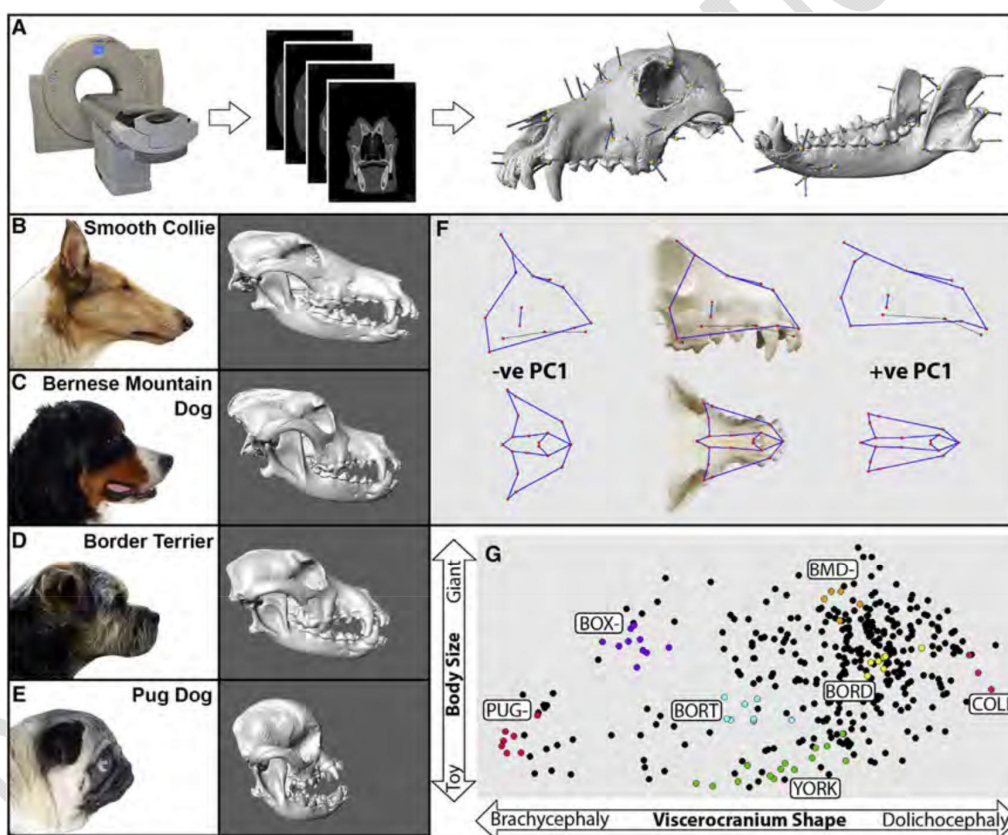 A
B
Smooth Collie
C
Bernese Mountain
Dog
D
Border Terrier
E
Pug Dog
F
-ve PC1
+ve PC1
G
Giant
Body Size
Toy
BMD-
BOX-
PUG-
BORT
BORD
COLL
YORK
Brachycephaly
Viscerocranium Shape
Dolichocephaly